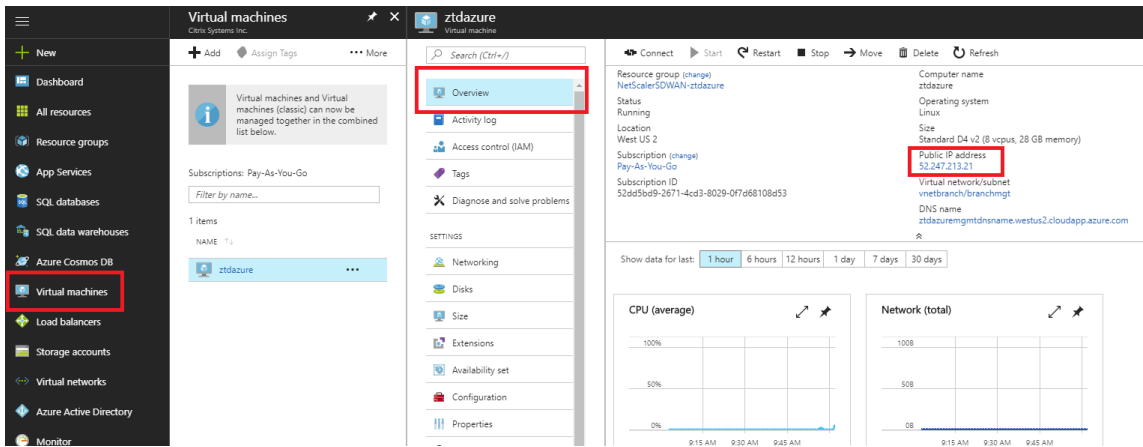 Virtual machines
Citrix Systems Inc.
ztdazure
Virtual machine
New
Dashboard
All resources
Resource groups
App Services
SQL databases
SQL data warehouses
Azure Cosmos DB
Virtual machines
Load balancers
Storage accounts
Virtual networks
Azure Active Directory
Monitor
Add
Assign Tags
••• More
Virtual machines and Virtual
machines (classic) can now be
managed together in the combined
list below.
Subscriptions: Pay-As-You-Go
Filter by name...
1 items
NAME
ztdazure
•••
Search (Ctrl+/)
Overview
Activity log
Access control (IAM)
Tags
Diagnose and solve problems
SETTINGS
Networking
Disks
Size
Extensions
Availability set
Configuration
Properties
Connect
Start
Restart
Stop
Move
Delete
Refresh
Resource group (change)
NetScalerSDWAN-ztdazure
Status
Running
Location
West US 2
Subscription (change)
Pay-As-You-Go
Subscription ID
52dd5bd9-2671-4cd3-8029-0f7d68108d53
Computer name
ztdazure
Operating system
Linux
Size
Standard D4 v2 (8 vcpus, 28 GB memory)
Public IP address
52.247.213.21
Virtual network/subnet
vnetbranch/branchmgt
DNS name
ztdazuremgmtdnsname.westus2.cloudapp.azure.com
Show data for last:
1 hour
6 hours
12 hours
1 day
7 days
30 days
CPU (average)
100%
50%
0%
9:15 AM
9:30 AM
9:45 AM
Network (total)
100B
50B
0B
9:15 AM
9:30 AM
9:45 AM